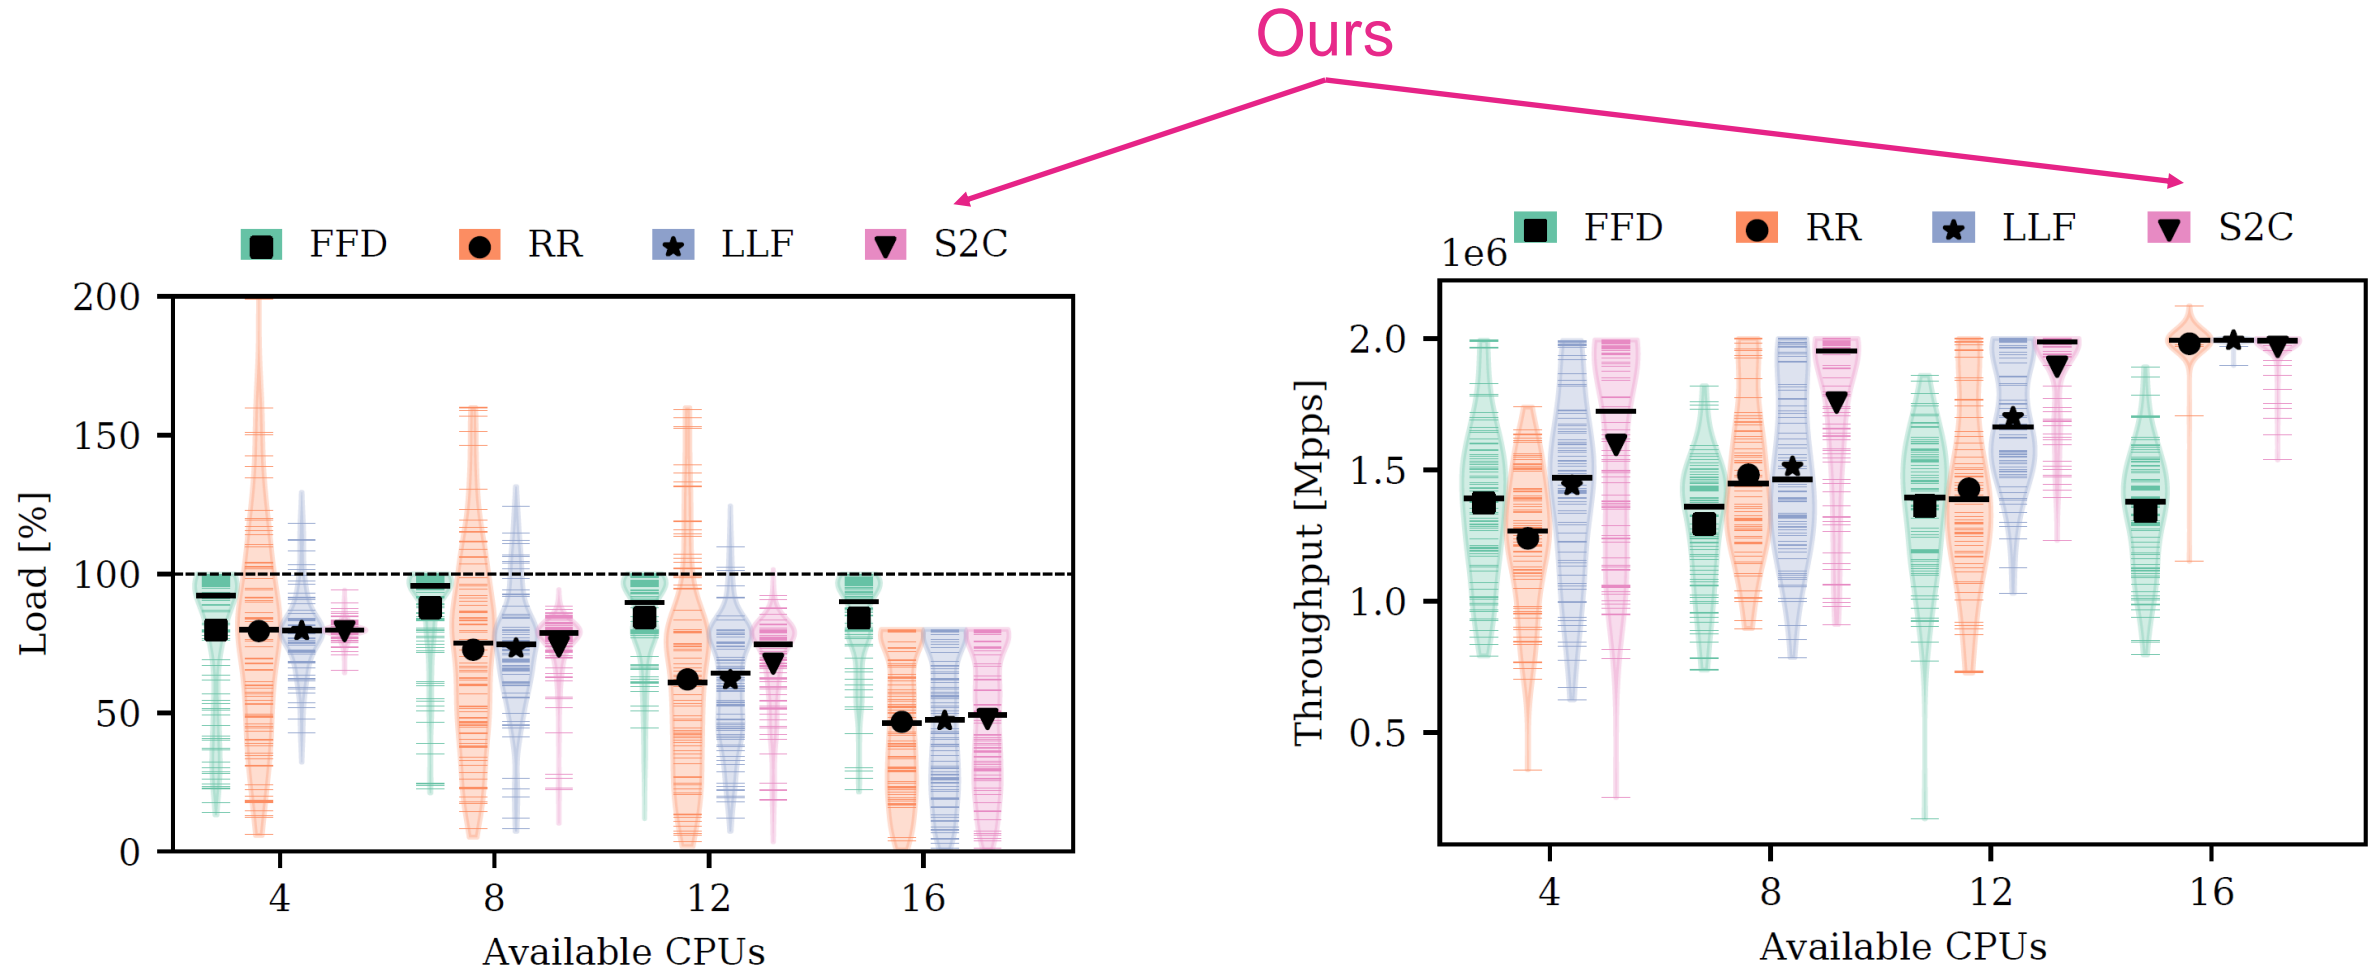 Ours
FFD RR LLF S2C
200
150
100
50
0
Load [%]
4 8 12 16
Available CPUs
FFD RR LLF S2C
1e6
2.0
1.5
1.0
0.5
Throughput [Mpps]
4 8 12 16
Available CPUs